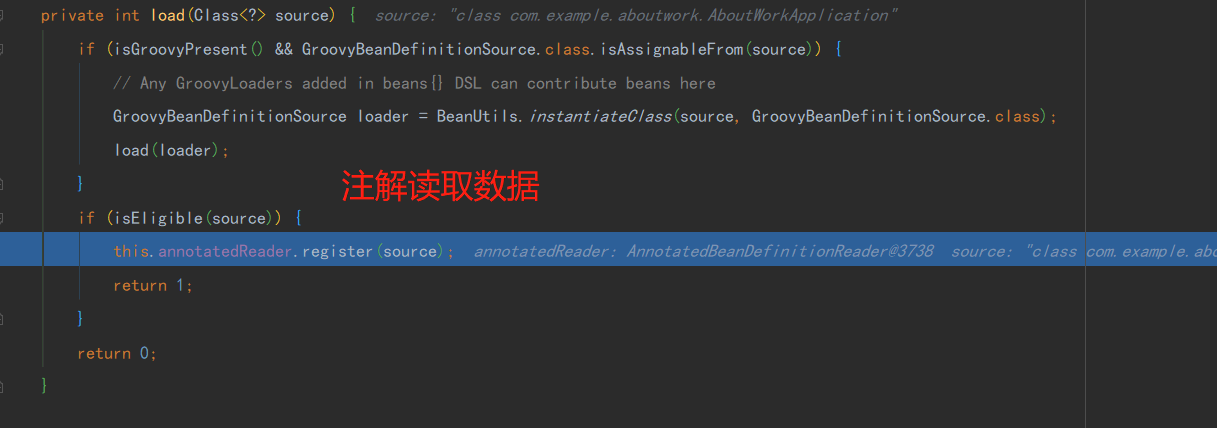 private int load(Class<?> source) {  source: "class com.example.aboutwork.AboutWorkApplication"
if (isGroovyPresent() && GroovyBeanDefinitionSource.class.isAssignableFrom(source)) {
// Any GroovyLoaders added in beans{} DSL can contribute beans here
GroovyBeanDefinitionSource loader = BeanUtils.instantiateClass(source, GroovyBeanDefinitionSource.class);
load(loader);
}
注解读取数据
if (isEligible(source)) {
this.annotatedReader.register(source);  annotatedReader: AnnotatedBeanDefinitionReader@3738  source: "class com.example.abo
return 1;
}
return 0;
}